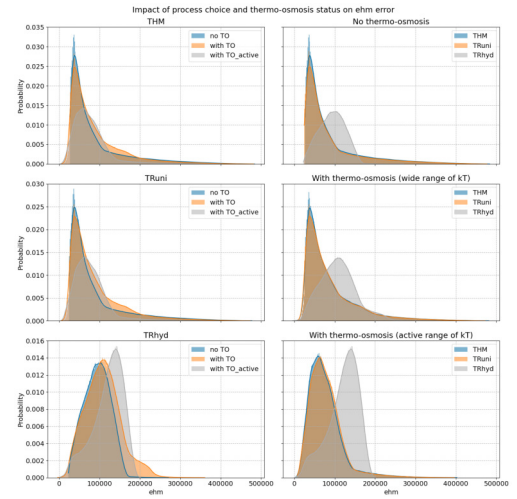 Impact of process choice and thermo-osmosis status on ehm error
THM
No thermo-osmosis
0.035
0.030
0.025
0.020
0.015
0.010
0.005
0.000
Probability
no TO
with TO
with TO_active
THM
TRuni
TRhyd
TRuni
With thermo-osmosis (wide range of kT)
0.030
0.025
0.020
0.015
0.010
0.005
0.000
Probability
no TO
with TO
with TO_active
THM
TRuni
TRhyd
TRhyd
With thermo-osmosis (active range of kT)
0.016
0.014
0.012
0.010
0.008
0.006
0.004
0.002
0.000
Probability
no TO
with TO
with TO_active
THM
TRuni
TRhyd
0 100000 200000 300000 400000 500000
0 100000 200000 300000 400000 500000
ehm
ehm